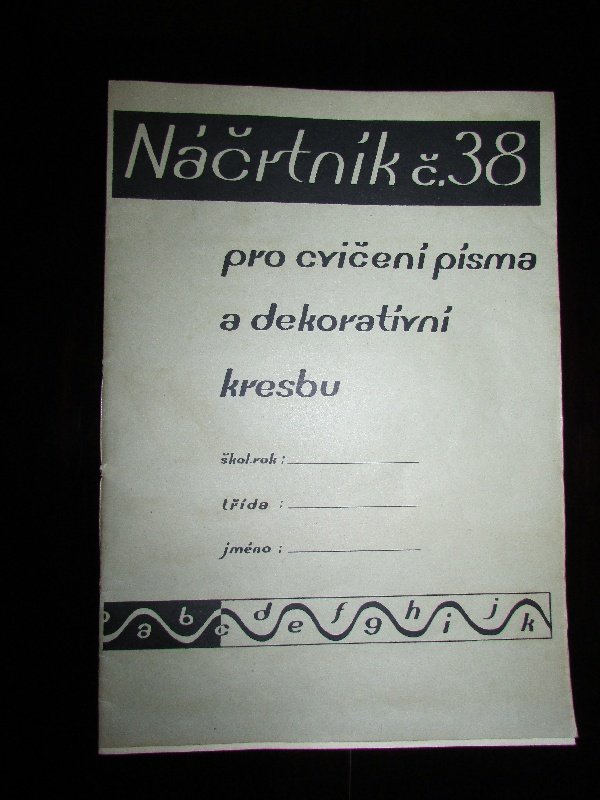 Náčrtník č.38
pro cvičení písma
a dekorativní
kresbu
škol.rok :
třída :
jméno :
a b c d e f g h i j k